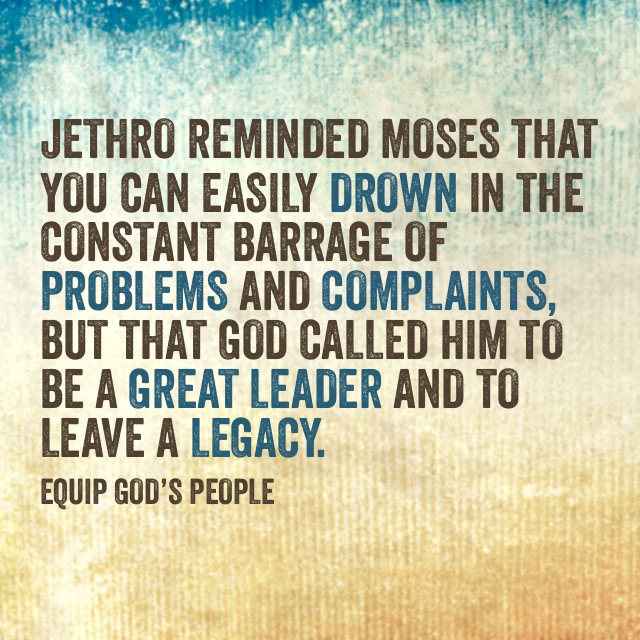 JETHRO REMINDED MOSES THAT
YOU CAN EASILY DROWN IN THE
CONSTANT BARRAGE OF
PROBLEMS AND COMPLAINTS,
BUT THAT GOD CALLED HIM TO
BE A GREAT LEADER AND TO
LEAVE A LEGACY.
EQUIP GOD'S PEOPLE